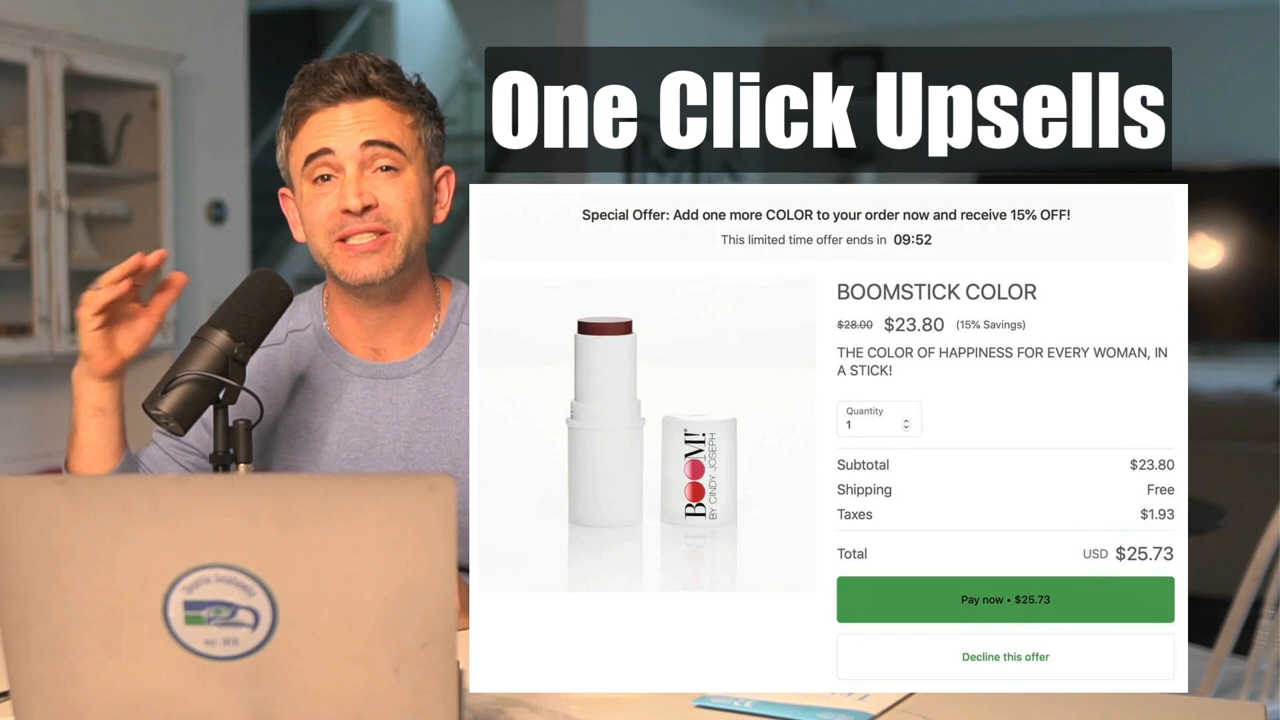 One Click Upsells
Special Offer: Add one more COLOR to your order now and receive 15% OFF!
This limited time offer ends in 09:52
BOOMSTICK COLOR
$28.00 $23.80 (15% Savings)
THE COLOR OF HAPPINESS FOR EVERY WOMAN, IN
A STICK!
Quantity
1
Subtotal $23.80
Shipping Free
Taxes $1.93
Total USD $25.73
Pay now • $25.73
Decline this offer
BOOM!®
BY CINDY JOSEPH
Seattle Seahawks